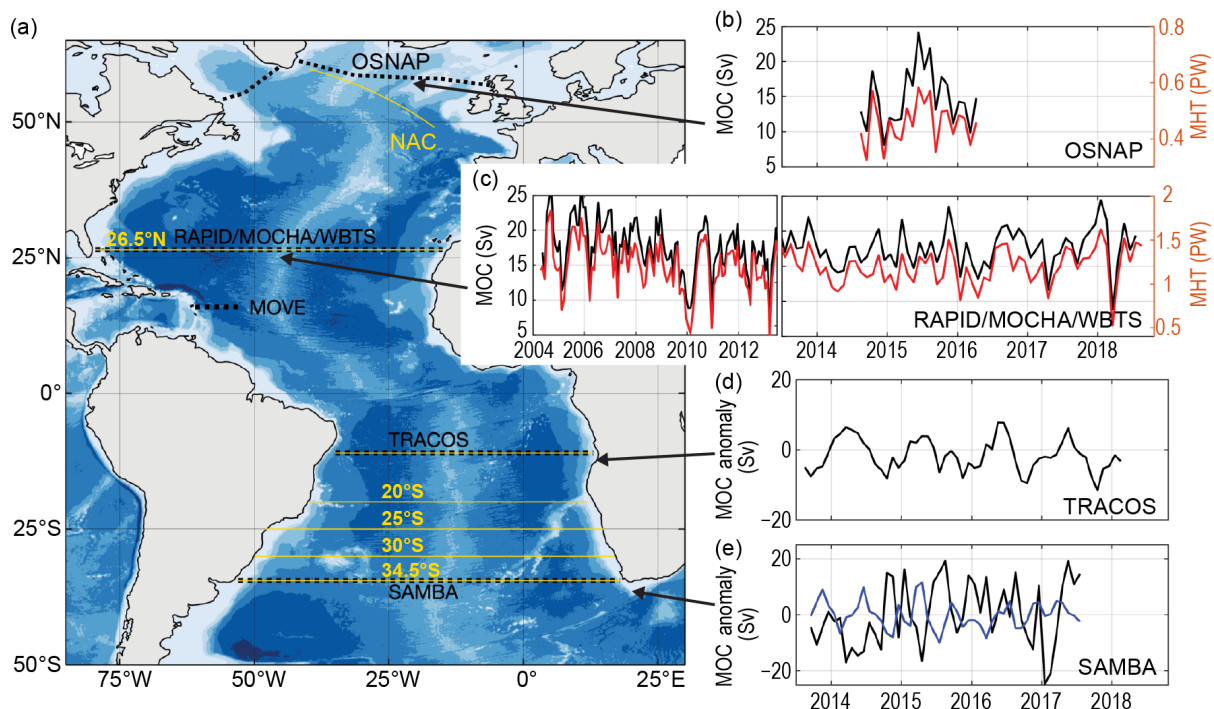 (a)
OSNAP
50°N
NAC
26.5°N
RAPID/MOCHA/WBTS
25°N
MOVE
0°
TRACOS
20°S
25°S
25°S
30°S
34.5°S
SAMBA
50°S
75°W
50°W
25°W
0°
25°E
(b)
MOC (Sv)
25
20
15
10
5
0.8
0.6
0.4
MHT (PW)
OSNAP
(c)
MOC (Sv)
25
20
15
10
5
2004
2006
2008
2010
2012
2
1.5
1
0.5
MHT (PW)
RAPID/MOCHA/WBTS
2014
2015
2016
2017
2018
(d)
MOC anomaly
(Sv)
20
0
−20
TRACOS
(e)
MOC anomaly
(Sv)
20
0
−20
SAMBA
2014
2015
2016
2017
2018